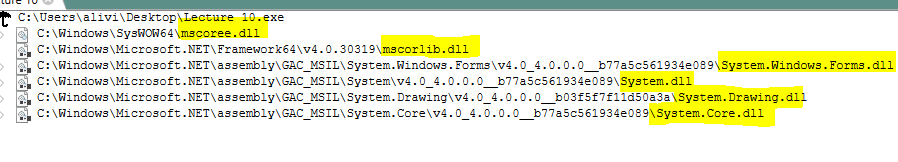 ture 10
C:\Users\alivi\Desktop\Lecture 10.exe
C:\Windows\SysWOW64\mscoree.dll
C:\Windows\Microsoft.NET\Framework64\v4.0.30319\mscorlib.dll
C:\Windows\Microsoft.NET\assembly\GAC_MSIL\System.Windows.Forms\v4.0_4.0.0.0__b77a5c561934e089\System.Windows.Forms.dll
C:\Windows\Microsoft.NET\assembly\GAC_MSIL\System\v4.0_4.0.0.0__b77a5c561934e089\System.dll
C:\Windows\Microsoft.NET\assembly\GAC_MSIL\System.Drawing\v4.0_4.0.0.0__b03f5f7f11d50a3a\System.Drawing.dll
C:\Windows\Microsoft.NET\assembly\GAC_MSIL\System.Core\v4.0_4.0.0.0__b77a5c561934e089\System.Core.dll